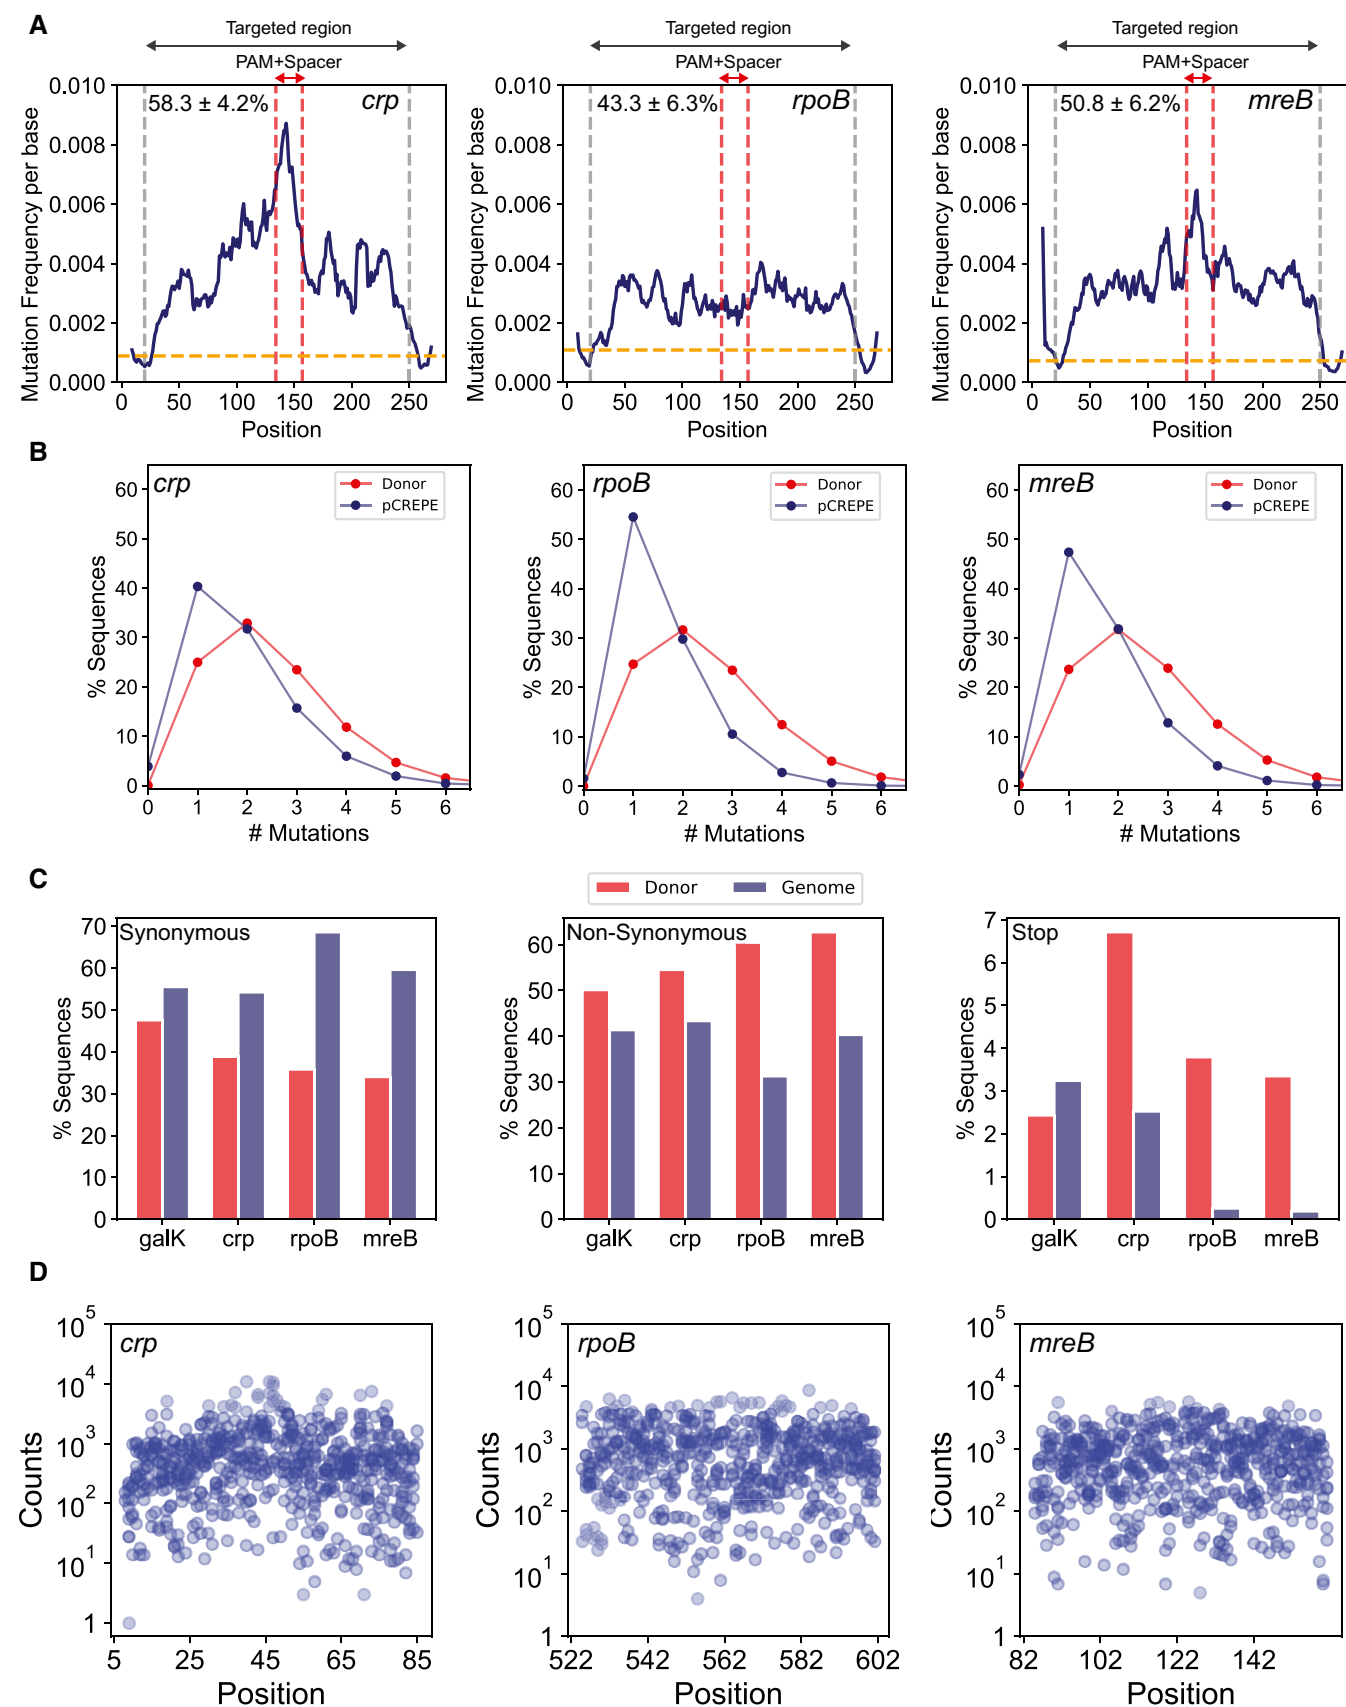 A
Targeted region
Targeted region
Targeted region
PAM+Spacer
PAM+Spacer
PAM+Spacer
58.3 ± 4.2%
crp
43.3 ± 6.3%
rpoB
50.8 ± 6.2%
mreB
Mutation Frequency per base
0.010
0.008
0.006
0.004
0.002
0.000
0 50 100 150 200 250
Position
Mutation Frequency per base
0.010
0.008
0.006
0.004
0.002
0.000
0 50 100 150 200 250
Position
Mutation Frequency per base
0.010
0.008
0.006
0.004
0.002
0.000
0 50 100 150 200 250
Position
B
crp
Donor
pCREPE
% Sequences
60
50
40
30
20
10
0
0 1 2 3 4 5 6
# Mutations
rpoB
Donor
pCREPE
% Sequences
60
50
40
30
20
10
0
0 1 2 3 4 5 6
# Mutations
mreB
Donor
pCREPE
% Sequences
60
50
40
30
20
10
0
0 1 2 3 4 5 6
# Mutations
C
Donor Genome
Synonymous
% Sequences
70
60
50
40
30
20
10
0
galK crp rpoB mreB
Non-Synonymous
% Sequences
60
50
40
30
20
10
0
galK crp rpoB mreB
Stop
% Sequences
7
6
5
4
3
2
1
0
galK crp rpoB mreB
D
crp
Counts
10^5
10^4
10^3
10^2
10^1
1
5 25 45 65 85
Position
rpoB
Counts
10^5
10^4
10^3
10^2
10^1
1
522 542 562 582 602
Position
mreB
Counts
10^5
10^4
10^3
10^2
10^1
1
82 102 122 142
Position